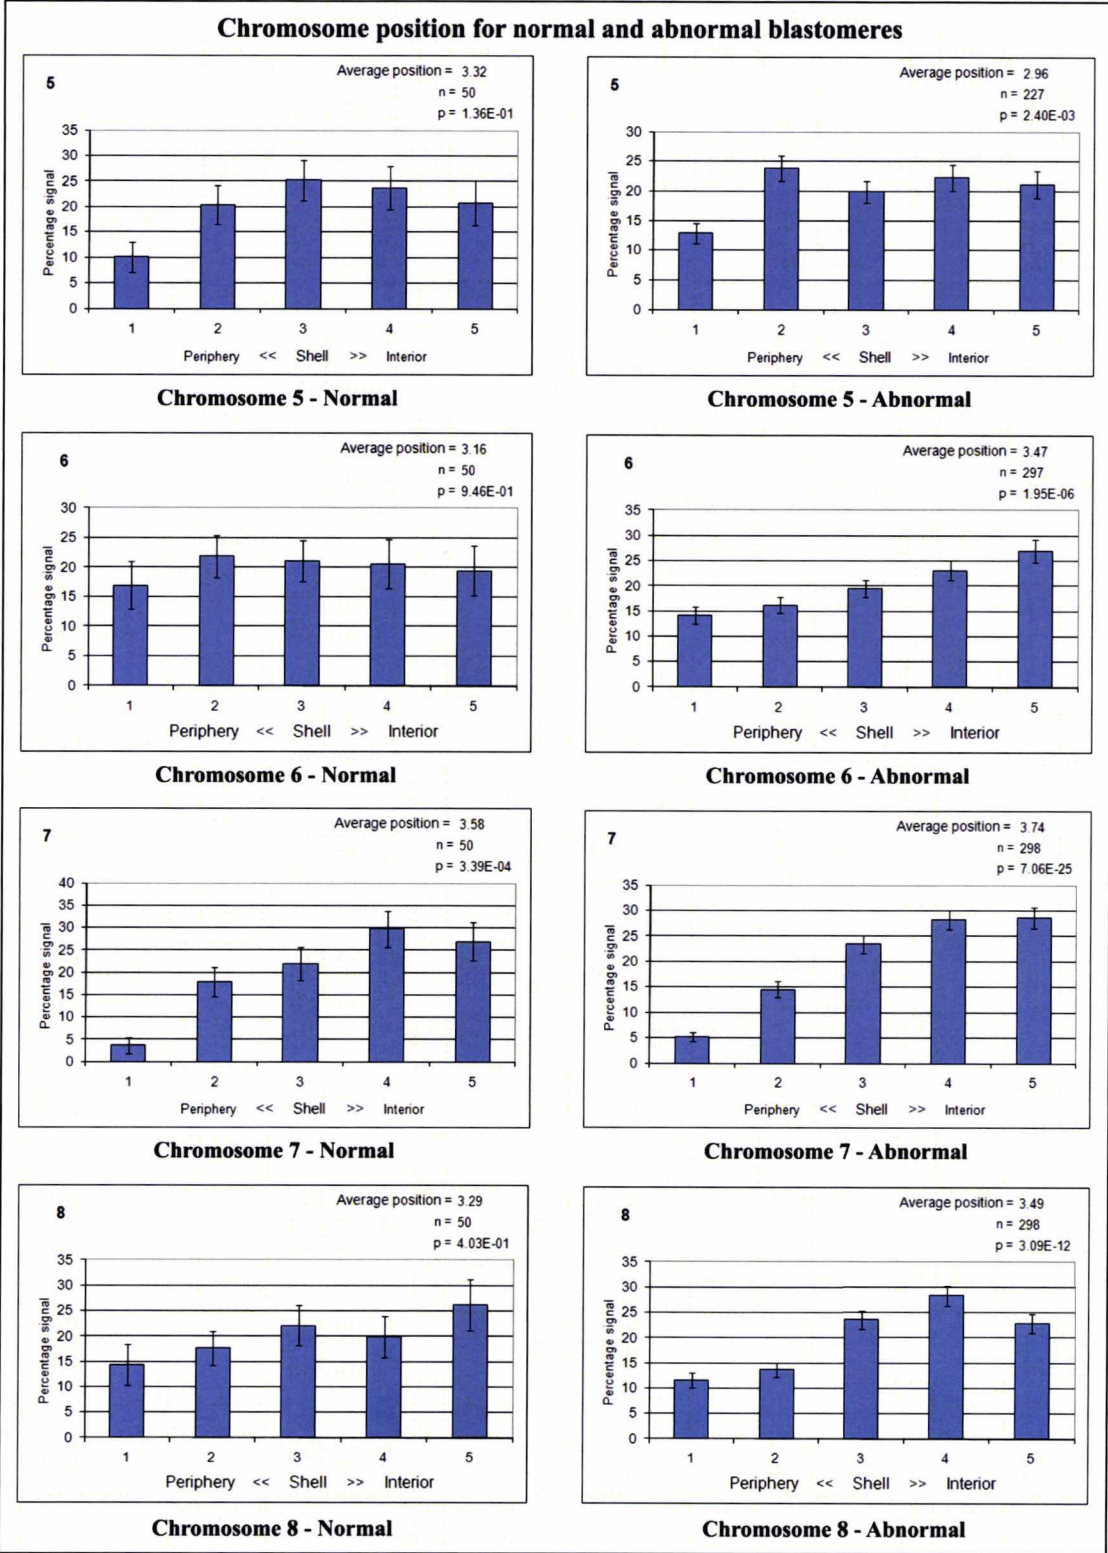 Chromosome position for normal and abnormal blastomeres
5
Average position = 3.32
n = 50
p = 1.36E-01
Percentage signal
35
30
25
20
15
10
5
0
1 2 3 4 5
Periphery << Shell >> Interior
Chromosome 5 - Normal
5
Average position = 2.96
n = 227
p = 2.40E-03
Percentage signal
30
25
20
15
10
5
0
1 2 3 4 5
Periphery << Shell >> Interior
Chromosome 5 - Abnormal
6
Average position = 3.16
n = 50
p = 9.46E-01
Percentage signal
30
25
20
15
10
5
0
1 2 3 4 5
Periphery << Shell >> Interior
Chromosome 6 - Normal
6
Average position = 3.47
n = 297
p = 1.95E-06
Percentage signal
35
30
25
20
15
10
5
0
1 2 3 4 5
Periphery << Shell >> Interior
Chromosome 6 - Abnormal
7
Average position = 3.58
n = 50
p = 3.39E-04
Percentage signal
40
35
30
25
20
15
10
5
0
1 2 3 4 5
Periphery << Shell >> Interior
Chromosome 7 - Normal
7
Average position = 3.74
n = 298
p = 7.06E-25
Percentage signal
35
30
25
20
15
10
5
0
1 2 3 4 5
Periphery << Shell >> Interior
Chromosome 7 - Abnormal
8
Average position = 3.29
n = 50
p = 4.03E-01
Percentage signal
35
30
25
20
15
10
5
0
1 2 3 4 5
Periphery << Shell >> Interior
Chromosome 8 - Normal
8
Average position = 3.49
n = 298
p = 3.09E-12
Percentage signal
35
30
25
20
15
10
5
0
1 2 3 4 5
Periphery << Shell >> Interior
Chromosome 8 - Abnormal